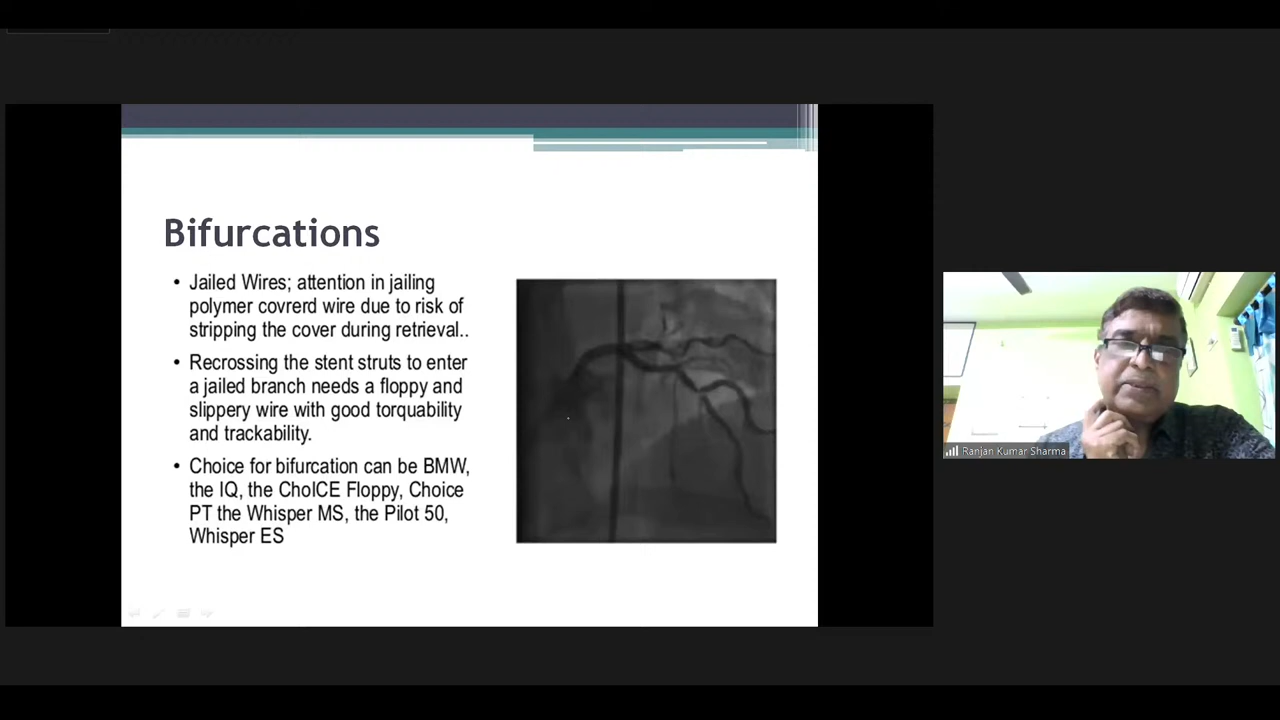 Bifurcations
• Jailed Wires; attention in jailing
polymer covrerd wire due to risk of
stripping the cover during retrieval..
• Recrossing the stent struts to enter
a jailed branch needs a floppy and
slippery wire with good torquability
and trackability.
• Choice for bifurcation can be BMW,
the IQ, the ChoICE Floppy, Choice
PT the Whisper MS, the Pilot 50,
Whisper ES
Ranjan Kumar Sharma